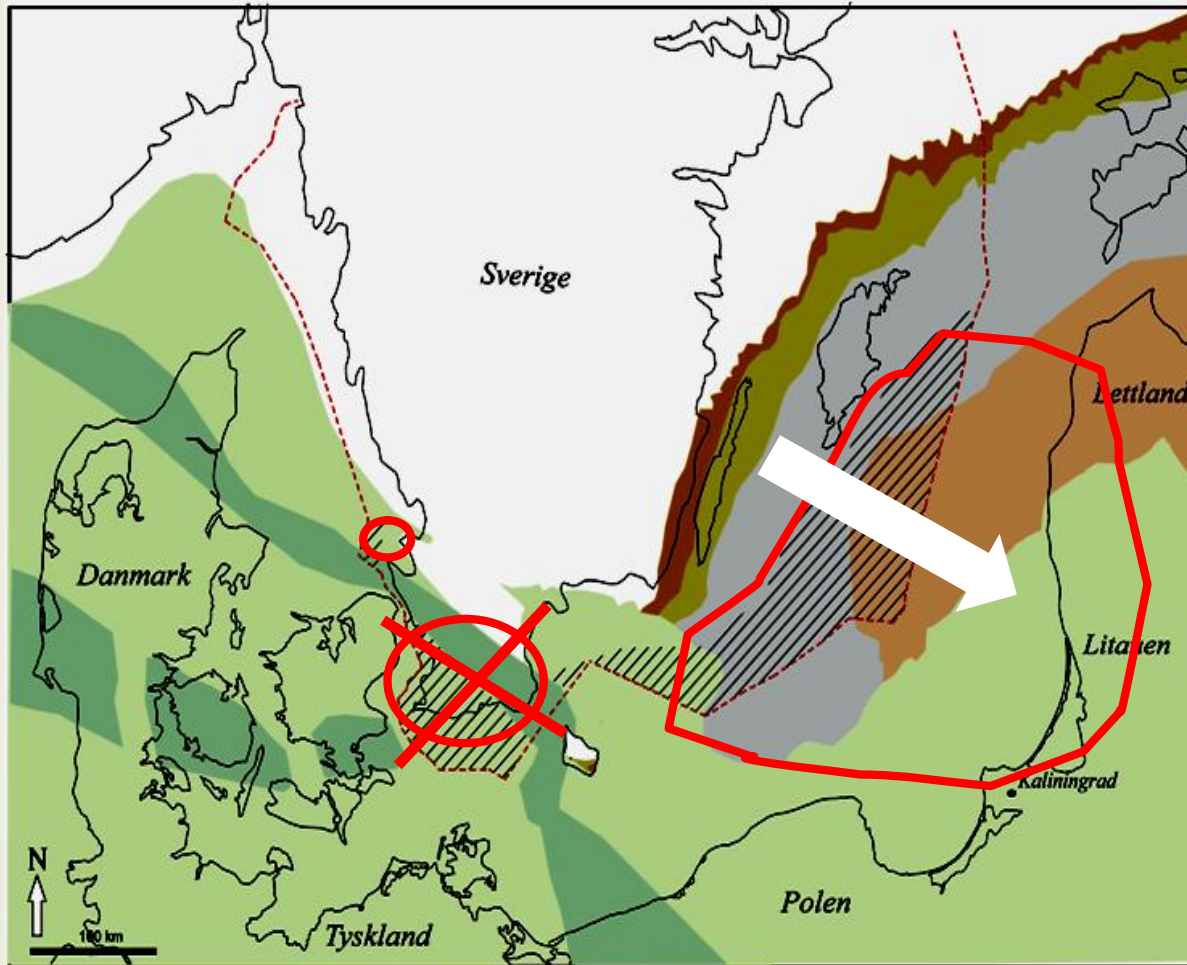 Sverige
Lettland
Danmark
Litauen
Kaliningrad
N
Polen
Tyskland
100 km